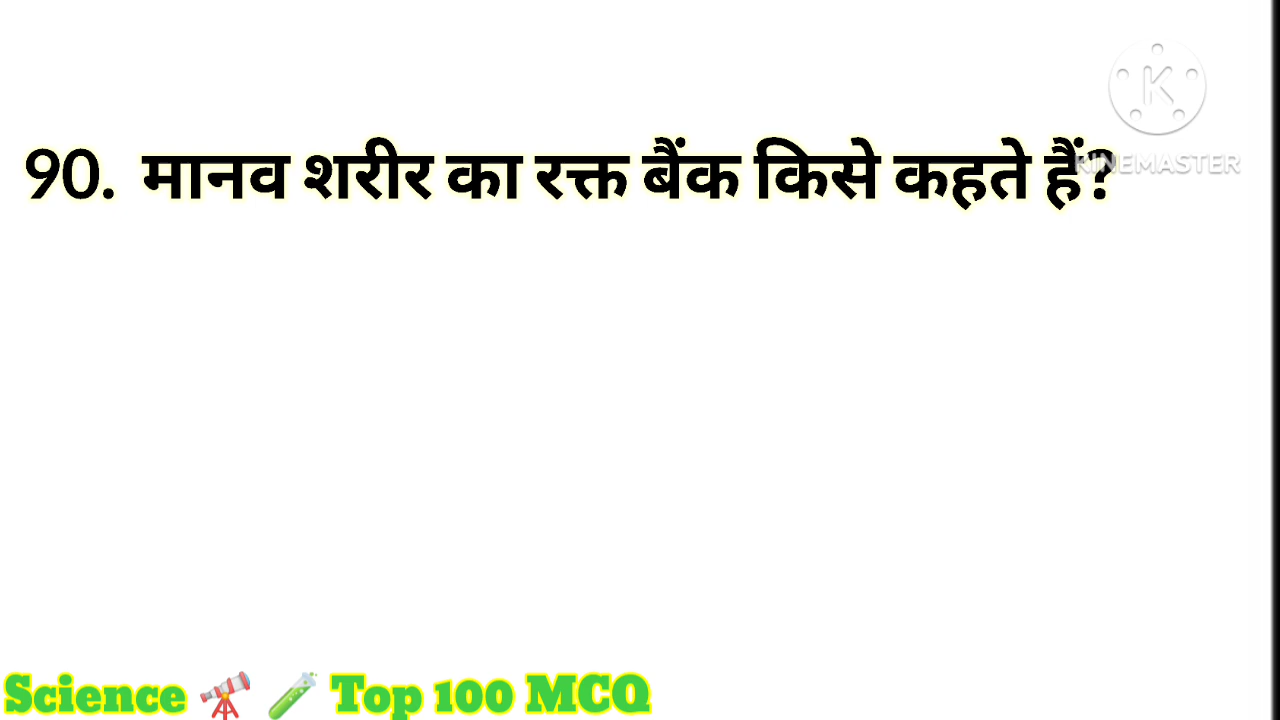 K
KINEMASTER
90. मानव शरीर का रक्त बैंक किसे कहते हैं?
Science 🔭 🧪 Top 100 MCQ